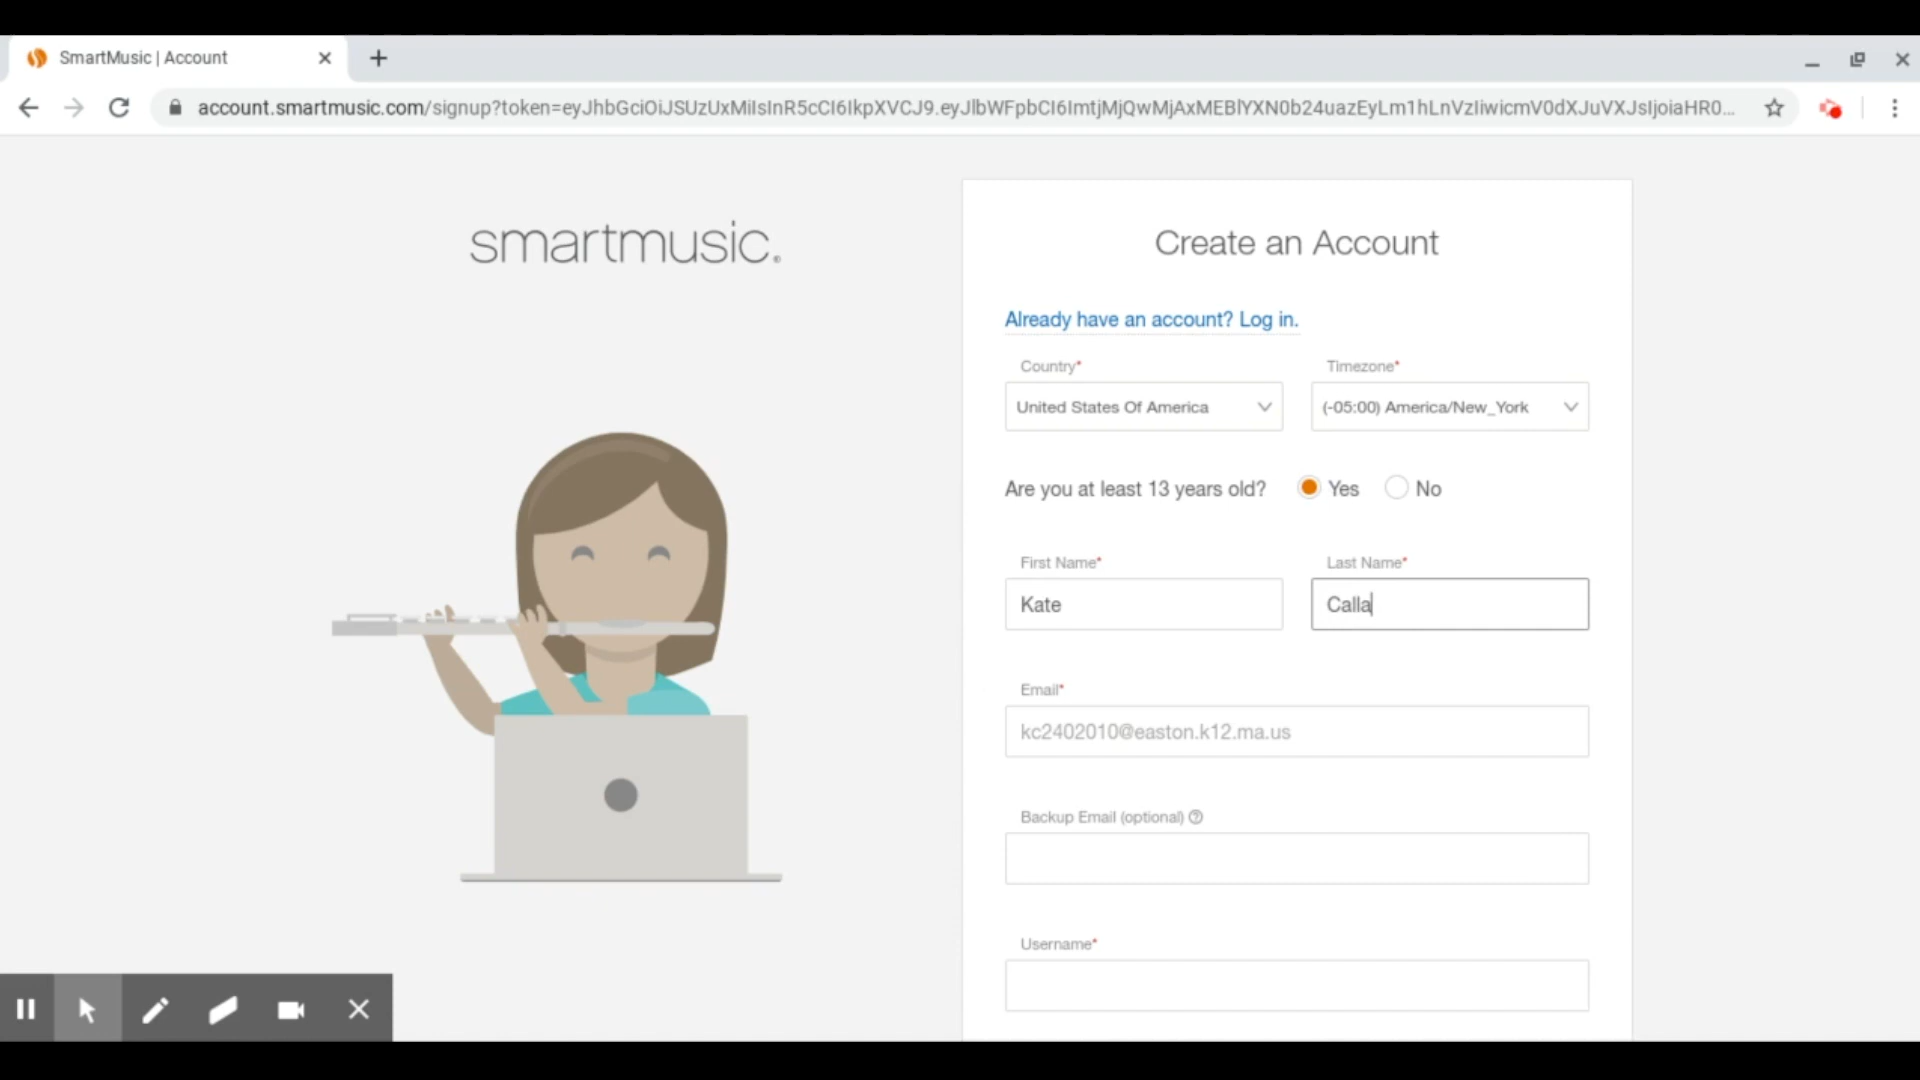 SmartMusic | Account
account.smartmusic.com/signup?token=eyJhbGciOiJSUzUxMiIsInR5cCI6IkpXVCJ9.eyJlbWFpbCI6ImtjMjQwMjAxMEBlYXN0b24uazEyLm1hLnVzIiwicmV0dXJuVXJsIjoiaHR0...
smartmusic.
Create an Account
Already have an account? Log in.
Country* Timezone*
United States Of America (-05:00) America/New_York
Are you at least 13 years old? Yes No
First Name* Last Name*
Kate Calla
Email*
kc2402010@easton.k12.ma.us
Backup Email (optional)
Username*